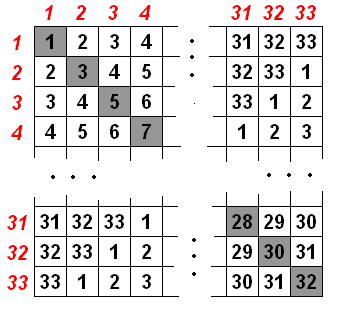 1 2 3 4 31 32 33
1 1 2 3 4 : 31 32 33
2 2 3 4 5 . 32 33 1
3 3 4 5 6 . 33 1 2
4 4 5 6 7 1 2 3
. . . . . .
31 31 32 33 1 28 29 30
32 32 33 1 2 : 29 30 31
33 33 1 2 3 . 30 31 32